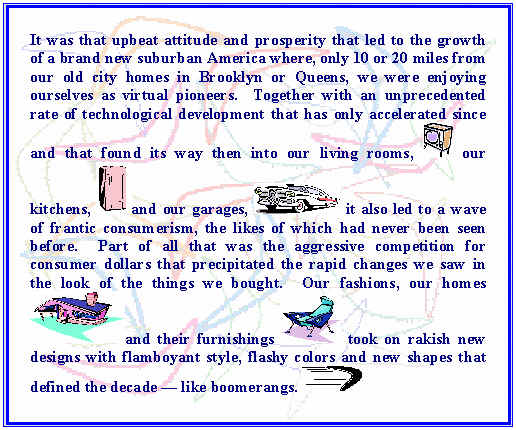 It was that upbeat attitude and prosperity that led to the growth
of a brand new suburban America where, only 10 or 20 miles from
our old city homes in Brooklyn or Queens, we were enjoying
ourselves as virtual pioneers. Together with an unprecedented
rate of technological development that has only accelerated since
and that found its way then into our living rooms, our
kitchens, and our garages, it also led to a wave
of frantic consumerism, the likes of which had never been seen
before. Part of all that was the aggressive competition for
consumer dollars that precipitated the rapid changes we saw in
the look of the things we bought. Our fashions, our homes
and their furnishings took on rakish new
designs with flamboyant style, flashy colors and new shapes that
defined the decade — like boomerangs.